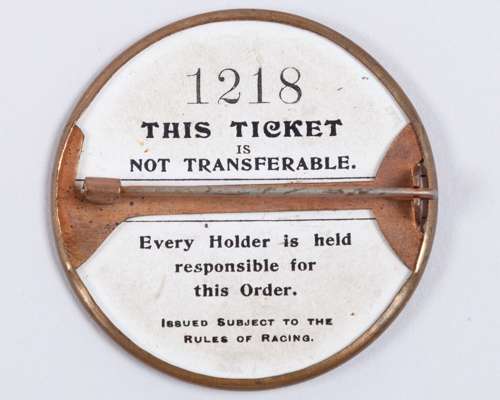 1218
THIS TICKET
IS
NOT TRANSFERABLE.
Every Holder is held
responsible for
this Order.
ISSUED SUBJECT TO THE
RULES OF RACING.